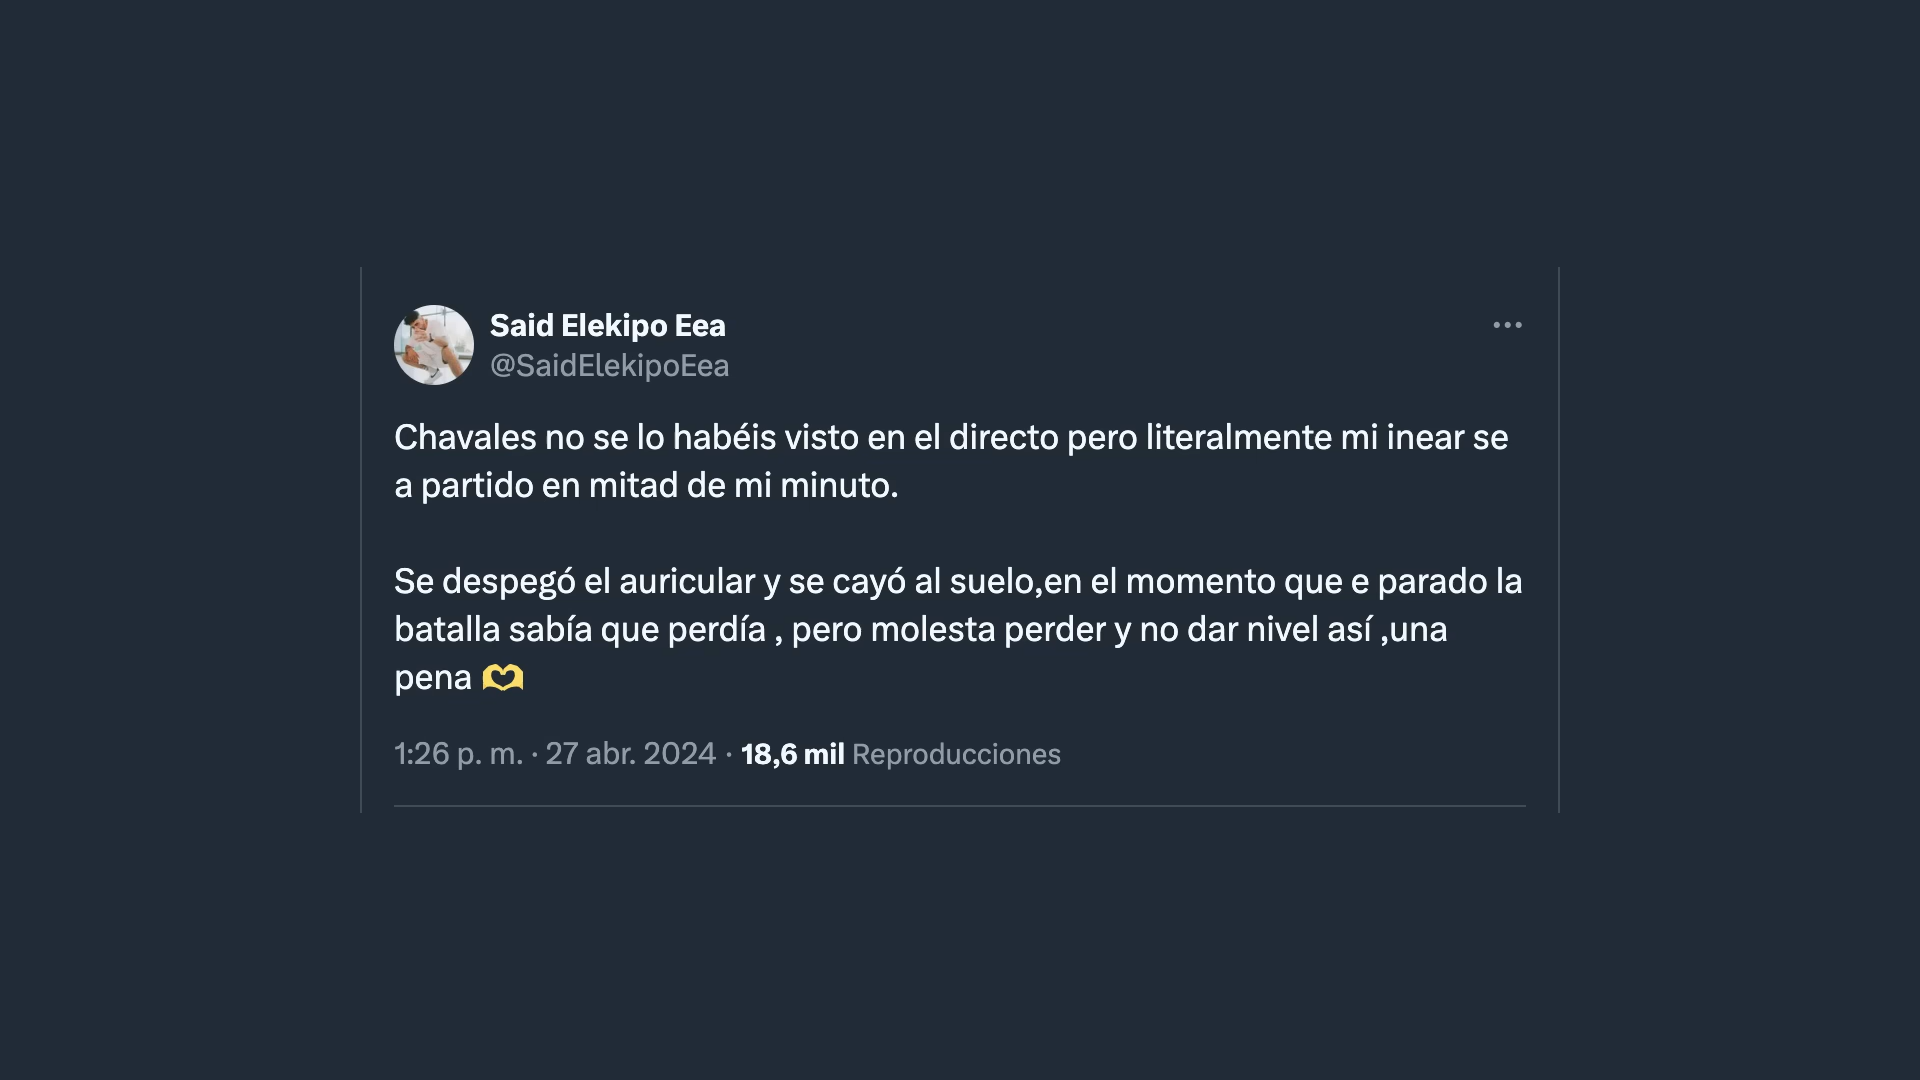 Said Elekipo Eea
@SaidElekipoEea
Chavales no se lo habéis visto en el directo pero literalmente mi inear se
a partido en mitad de mi minuto.
Se despegó el auricular y se cayó al suelo,en el momento que e parado la
batalla sabía que perdía , pero molesta perder y no dar nivel así ,una
pena 🫶
1:26 p. m. · 27 abr. 2024 · 18,6 mil Reproducciones